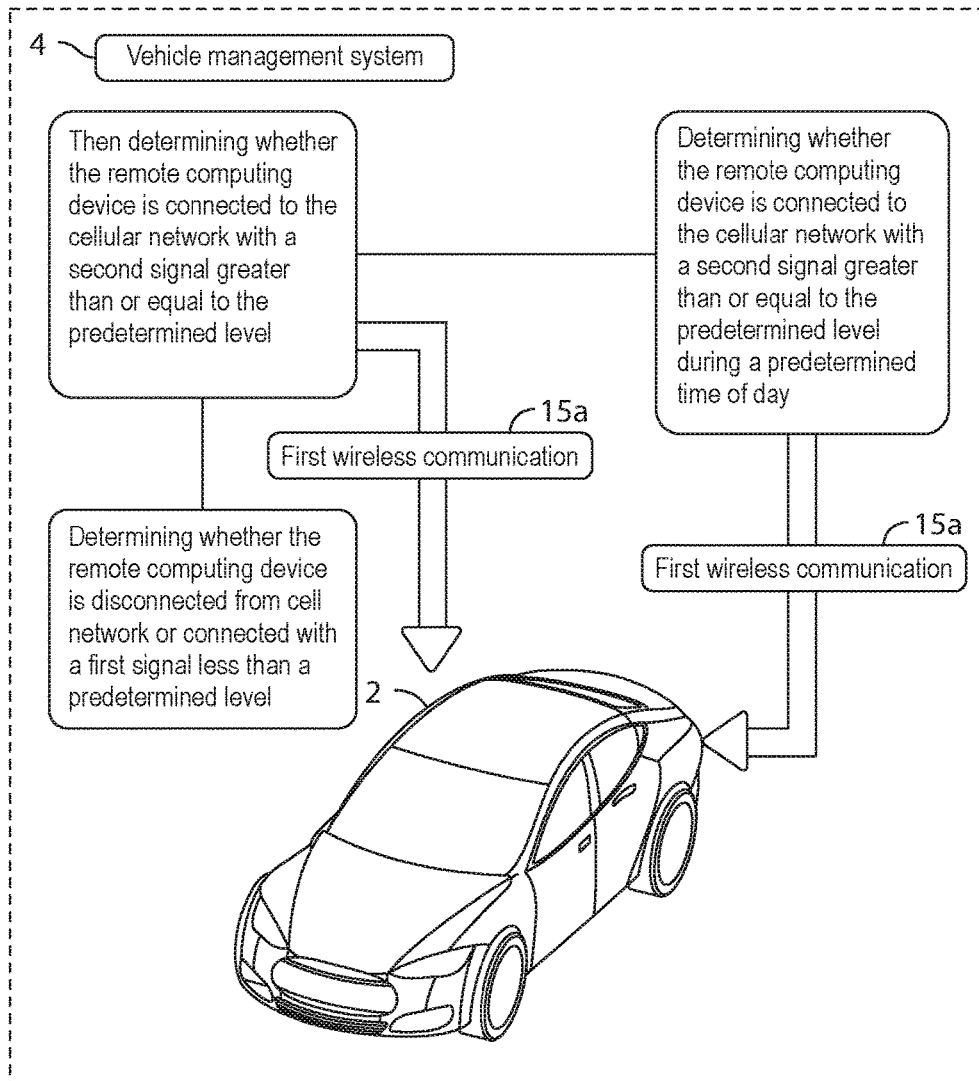 4
Vehicle management system
Then determining whether
the remote computing
device is connected to the
cellular network with a
second signal greater
than or equal to the
predetermined level
Determining whether
the remote computing
device is connected to
the cellular network with
a second signal greater
than or equal to the
predetermined level
during a predetermined
time of day
15a
First wireless communication
15a
First wireless communication
Determining whether the
remote computing device
is disconnected from cell
network or connected with
a first signal less than a
predetermined level
2